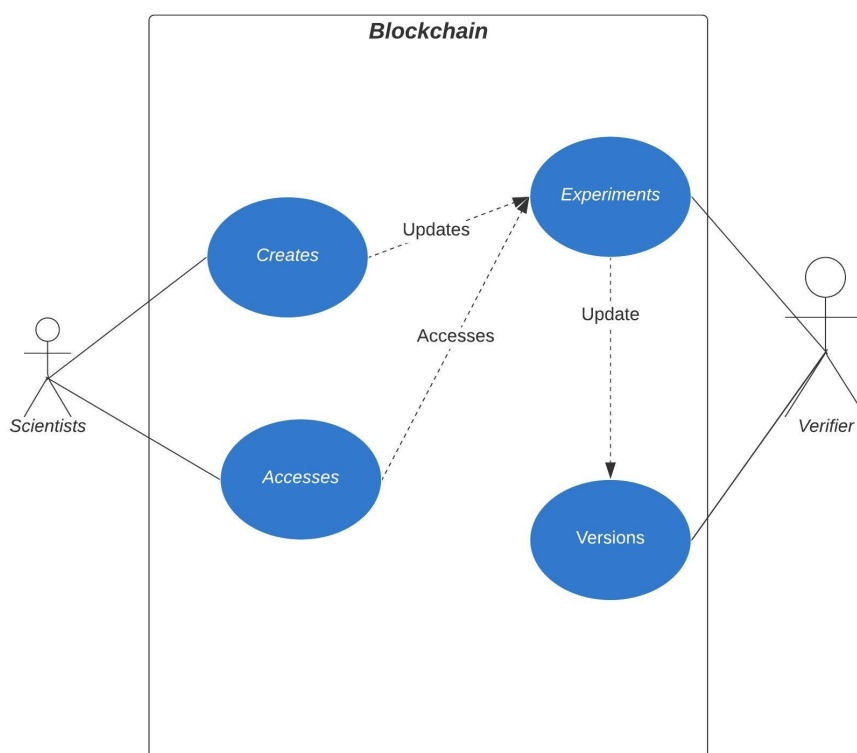 Blockchain
Experiments
Updates
Creates
Update
Accesses
Scientists
Verifier
Accesses
Versions